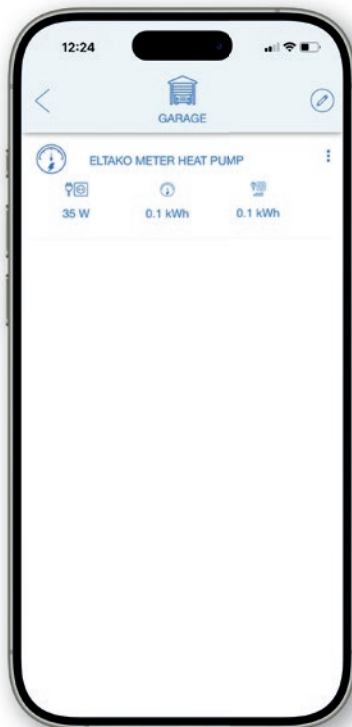 12:24
GARAGE
ELTAKO METER HEAT PUMP
35 W 0.1 kWh 0.1 kWh